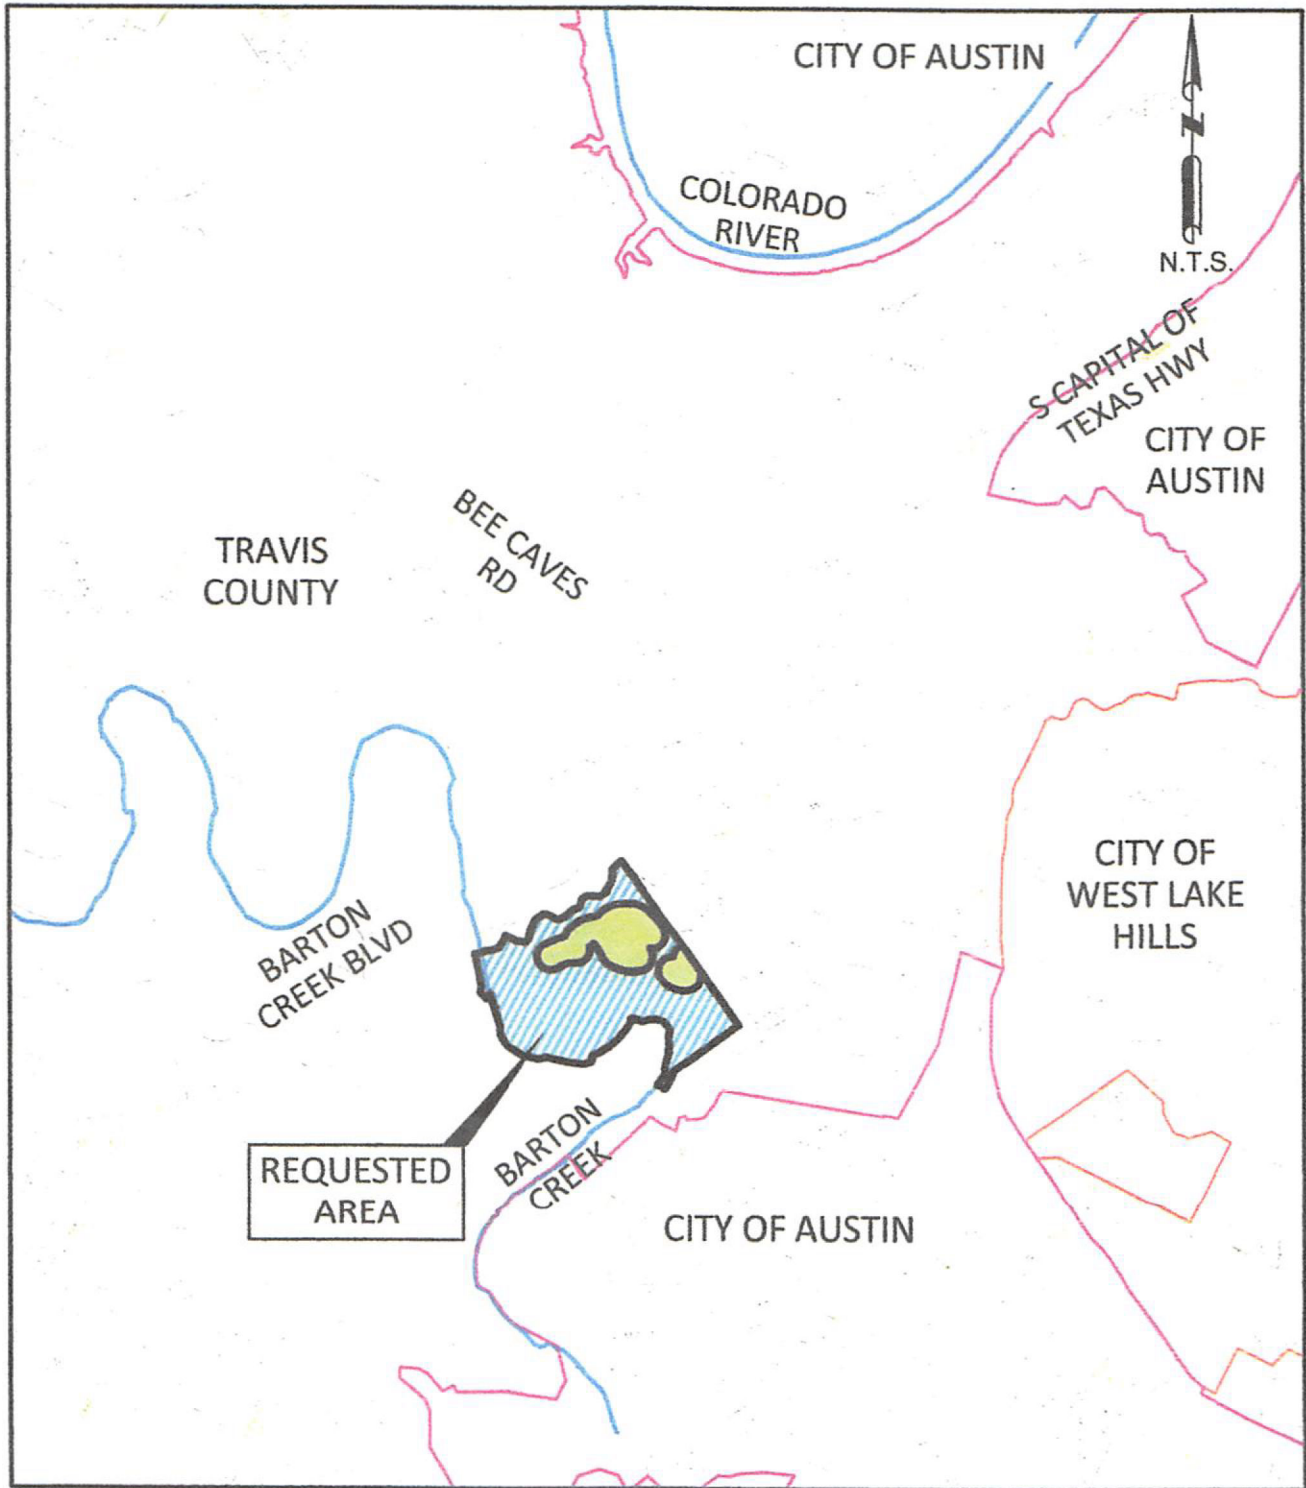 CITY OF AUSTIN
COLORADO
RIVER
N
N.T.S.
S CAPITAL OF
TEXAS HWY
CITY OF
AUSTIN
BEE CAVES
RD
TRAVIS
COUNTY
CITY OF
WEST LAKE
HILLS
BARTON
CREEK BLVD
REQUESTED
AREA
BARTON
CREEK
CITY OF AUSTIN